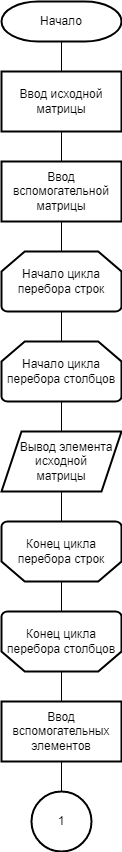 Начало
Ввод исходной
матрицы
Ввод
вспомогательной
матрицы
Начало цикла
перебора строк
Начало цикла
перебора столбцов
Вывод элемента
исходной
матрицы
Конец цикла
перебора строк
Конец цикла
перебора столбцов
Ввод
вспомогательных
элементов
1